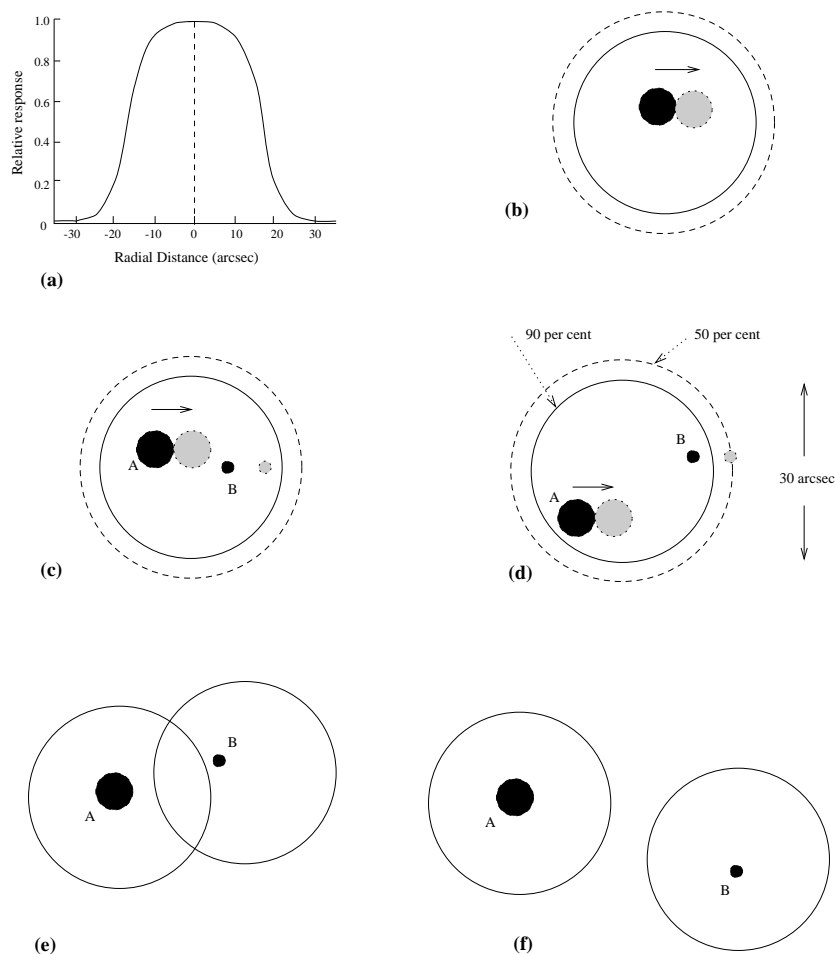 1.0
0.8
0.6
0.4
0.2
0
Relative response
-30 -20 -10 0 10 20 30
Radial Distance (arcsec)
(a)
(b)
A
B
(c)
90 per cent
50 per cent
B
A
30 arcsec
(d)
B
A
(e)
A
B
(f)